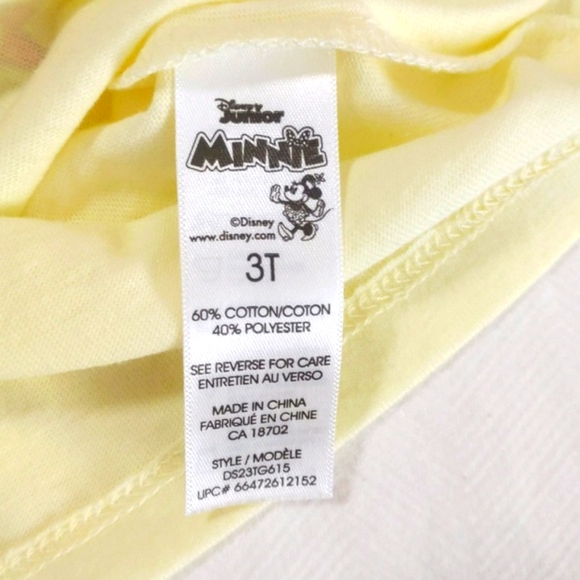 Disney
Junior
MINNIE
©Disney
www.disney.com
3T
60% COTTON/COTON
40% POLYESTER
SEE REVERSE FOR CARE
ENTRETIEN AU VERSO
MADE IN CHINA
FABRIQUÉ EN CHINE
CA 18702
STYLE / MODÈLE
DS23TG615
UPC# 66472612152